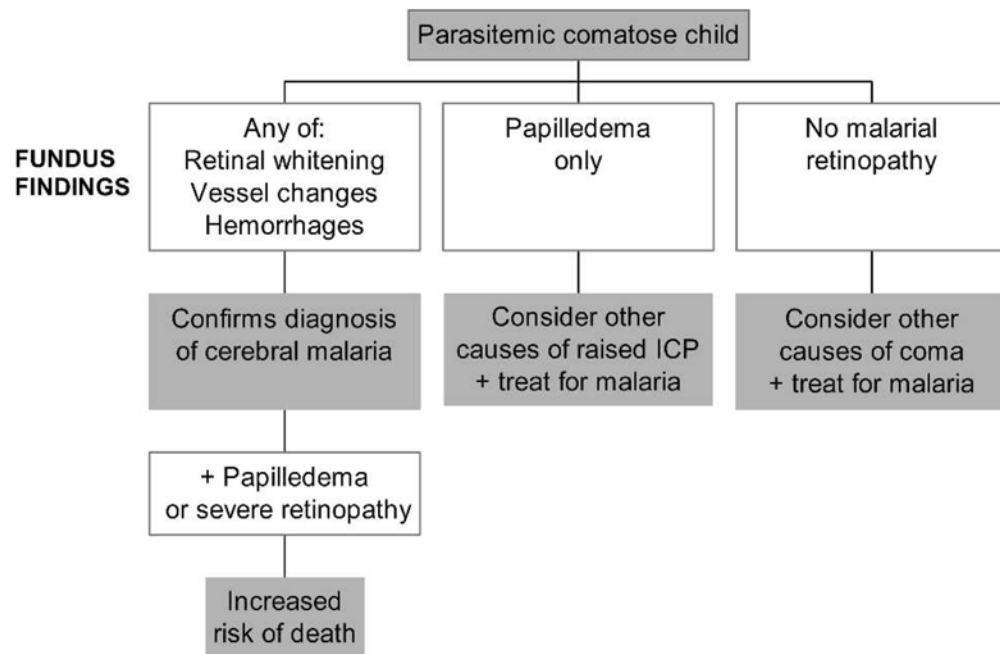 Parasitemic comatose child
FUNDUS
FINDINGS
Any of:
Retinal whitening
Vessel changes
Hemorrhages
Papilledema
only
No malarial
retinopathy
Confirms diagnosis
of cerebral malaria
Consider other
causes of raised ICP
+ treat for malaria
Consider other
causes of coma
+ treat for malaria
+ Papilledema
or severe retinopathy
Increased
risk of death